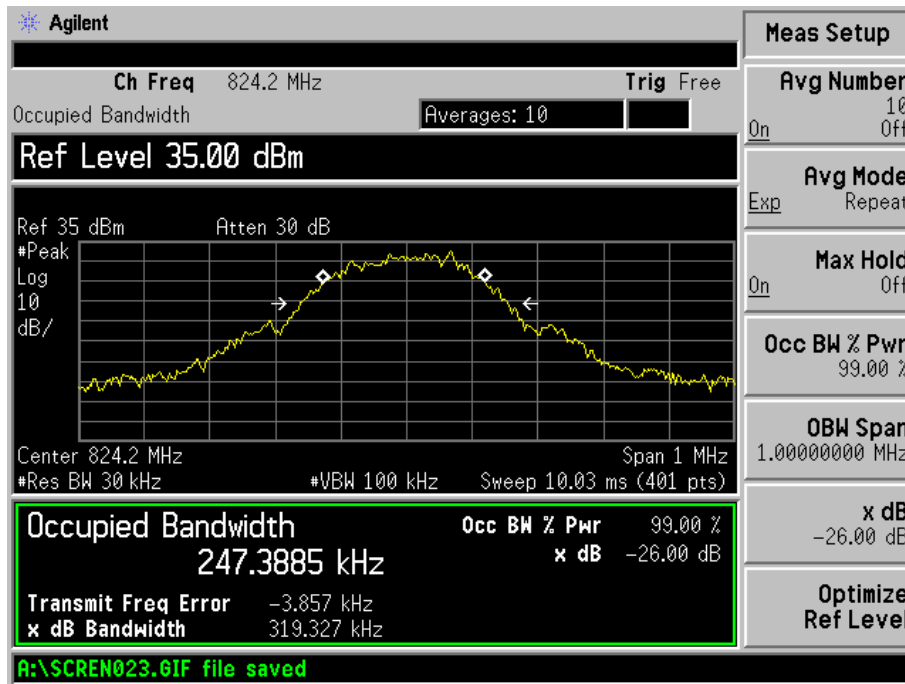 Agilent
Ch Freq 824.2 MHz Trig Free
Occupied Bandwidth Averages: 10
Ref Level 35.00 dBm
Ref 35 dBm Atten 30 dB
#Peak
Log
10
dB/
Center 824.2 MHz Span 1 MHz
#Res BW 30 kHz #VBW 100 kHz Sweep 10.03 ms (401 pts)
Occupied Bandwidth Occ BW % Pwr 99.00 %
247.3885 kHz x dB -26.00 dB
Transmit Freq Error -3.857 kHz
x dB Bandwidth 319.327 kHz
A:\SCREN023.GIF file saved
Meas Setup
Avg Number
10
On Off
Avg Mode
Exp Repeat
Max Hold
On Off
Occ BW % Pwr
99.00 %
OBW Span
1.00000000 MHz
x dB
-26.00 dB
Optimize
Ref Level